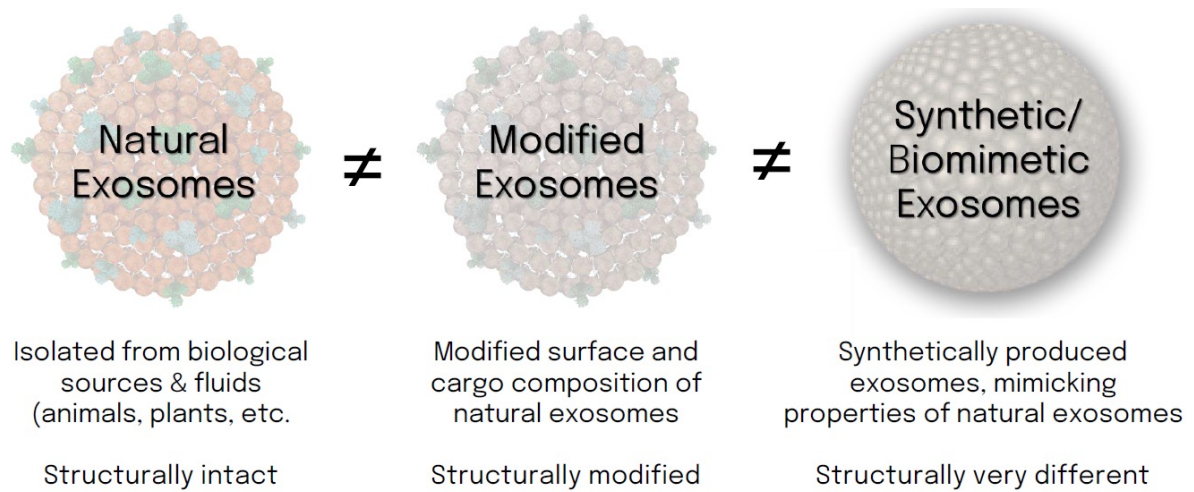 Natural
Exosomes
≠
Modified
Exosomes
≠
Synthetic/
Biomimetic
Exosomes
Isolated from biological
sources & fluids
(animals, plants, etc.
Structurally intact
Modified surface and
cargo composition of
natural exosomes
Structurally modified
Synthetically produced
exosomes, mimicking
properties of natural exosomes
Structurally very different